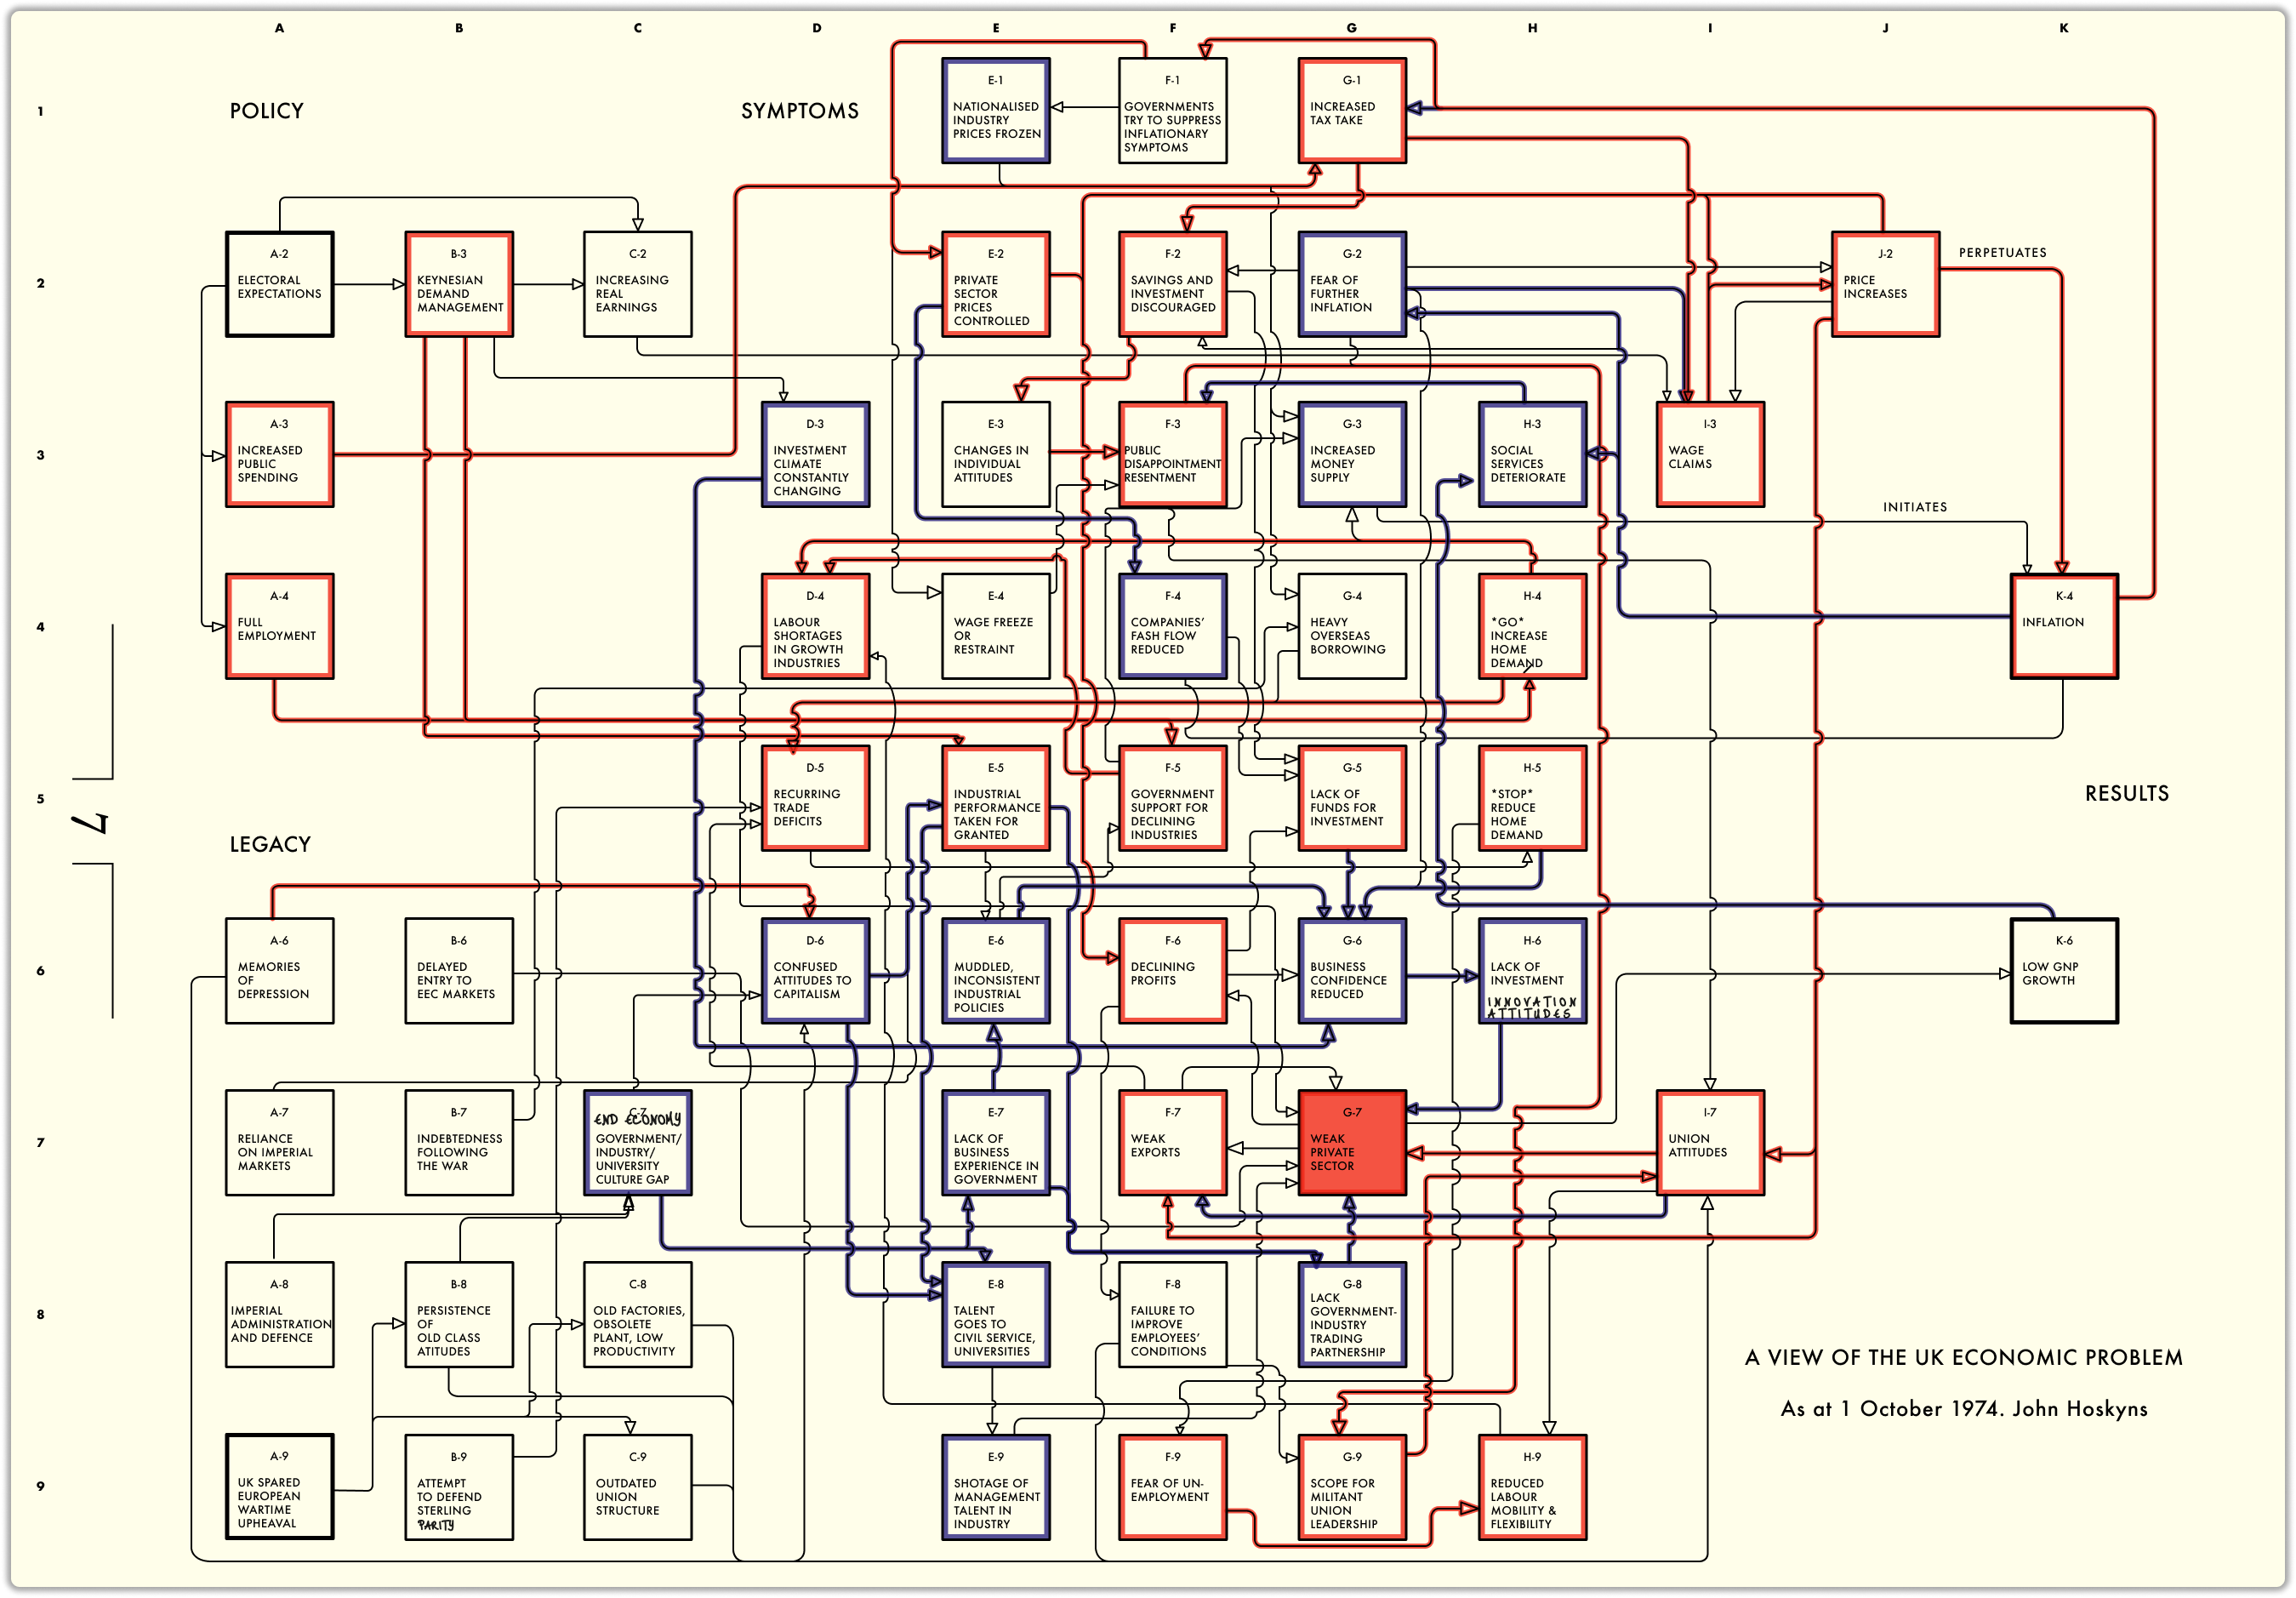 A B C D E F G H I J K
1
POLICY
SYMPTOMS
E-1
NATIONALISED
INDUSTRY
PRICES FROZEN
F-1
GOVERNMENTS
TRY TO SUPPRESS
INFLATIONARY
SYMPTOMS
G-1
INCREASED
TAX TAKE
2
A-2
ELECTORAL
EXPECTATIONS
B-3
KEYNESIAN
DEMAND
MANAGEMENT
C-2
INCREASING
REAL
EARNINGS
E-2
PRIVATE
SECTOR
PRICES
CONTROLLED
F-2
SAVINGS AND
INVESTMENT
DISCOURAGED
G-2
FEAR OF
FURTHER
INFLATION
J-2
PRICE
INCREASES
PERPETUATES
3
A-3
INCREASED
PUBLIC
SPENDING
D-3
INVESTMENT
CLIMATE
CONSTANTLY
CHANGING
E-3
CHANGES IN
INDIVIDUAL
ATTITUDES
F-3
PUBLIC
DISAPPOINTMENT
RESENTMENT
G-3
INCREASED
MONEY
SUPPLY
H-3
SOCIAL
SERVICES
DETERIORATE
I-3
WAGE
CLAIMS
INITIATES
4
A-4
FULL
EMPLOYMENT
D-4
LABOUR
SHORTAGES
IN GROWTH
INDUSTRIES
E-4
WAGE FREEZE
OR
RESTRAINT
F-4
COMPANIES'
FASH FLOW
REDUCED
G-4
HEAVY
OVERSEAS
BORROWING
H-4
*GO*
INCREASE
HOME
DEMAND
K-4
INFLATION
5
7
LEGACY
D-5
RECURRING
TRADE
DEFICITS
E-5
INDUSTRIAL
PERFORMANCE
TAKEN FOR
GRANTED
F-5
GOVERNMENT
SUPPORT FOR
DECLINING
INDUSTRIES
G-5
LACK OF
FUNDS FOR
INVESTMENT
H-5
*STOP*
REDUCE
HOME
DEMAND
RESULTS
6
A-6
MEMORIES
OF
DEPRESSION
B-6
DELAYED
ENTRY TO
EEC MARKETS
D-6
CONFUSED
ATTITUDES TO
CAPITALISM
E-6
MUDDLED,
INCONSISTENT
INDUSTRIAL
POLICIES
F-6
DECLINING
PROFITS
G-6
BUSINESS
CONFIDENCE
REDUCED
H-6
LACK OF
INVESTMENT
INNOVATION
ATTITUDES
K-6
LOW GNP
GROWTH
7
A-7
RELIANCE
ON IMPERIAL
MARKETS
B-7
INDEBTEDNESS
FOLLOWING
THE WAR
C-7
END ECONOMY
GOVERNMENT/
INDUSTRY/
UNIVERSITY
CULTURE GAP
E-7
LACK OF
BUSINESS
EXPERIENCE IN
GOVERNMENT
F-7
WEAK
EXPORTS
G-7
WEAK
PRIVATE
SECTOR
I-7
UNION
ATTITUDES
8
A-8
IMPERIAL
ADMINISTRATION
AND DEFENCE
B-8
PERSISTENCE
OF
OLD CLASS
ATITUDES
C-8
OLD FACTORIES,
OBSOLETE
PLANT, LOW
PRODUCTIVITY
E-8
TALENT
GOES TO
CIVIL SERVICE,
UNIVERSITIES
F-8
FAILURE TO
IMPROVE
EMPLOYEES'
CONDITIONS
G-8
LACK
GOVERNMENT-
INDUSTRY
TRADING
PARTNERSHIP
A VIEW OF THE UK ECONOMIC PROBLEM
As at 1 October 1974. John Hoskyns
9
A-9
UK SPARED
EUROPEAN
WARTIME
UPHEAVAL
B-9
ATTEMPT
TO DEFEND
STERLING
PARITY
C-9
OUTDATED
UNION
STRUCTURE
E-9
SHOTAGE OF
MANAGEMENT
TALENT IN
INDUSTRY
F-9
FEAR OF UN-
EMPLOYMENT
G-9
SCOPE FOR
MILITANT
UNION
LEADERSHIP
H-9
REDUCED
LABOUR
MOBILITY &
FLEXIBILITY